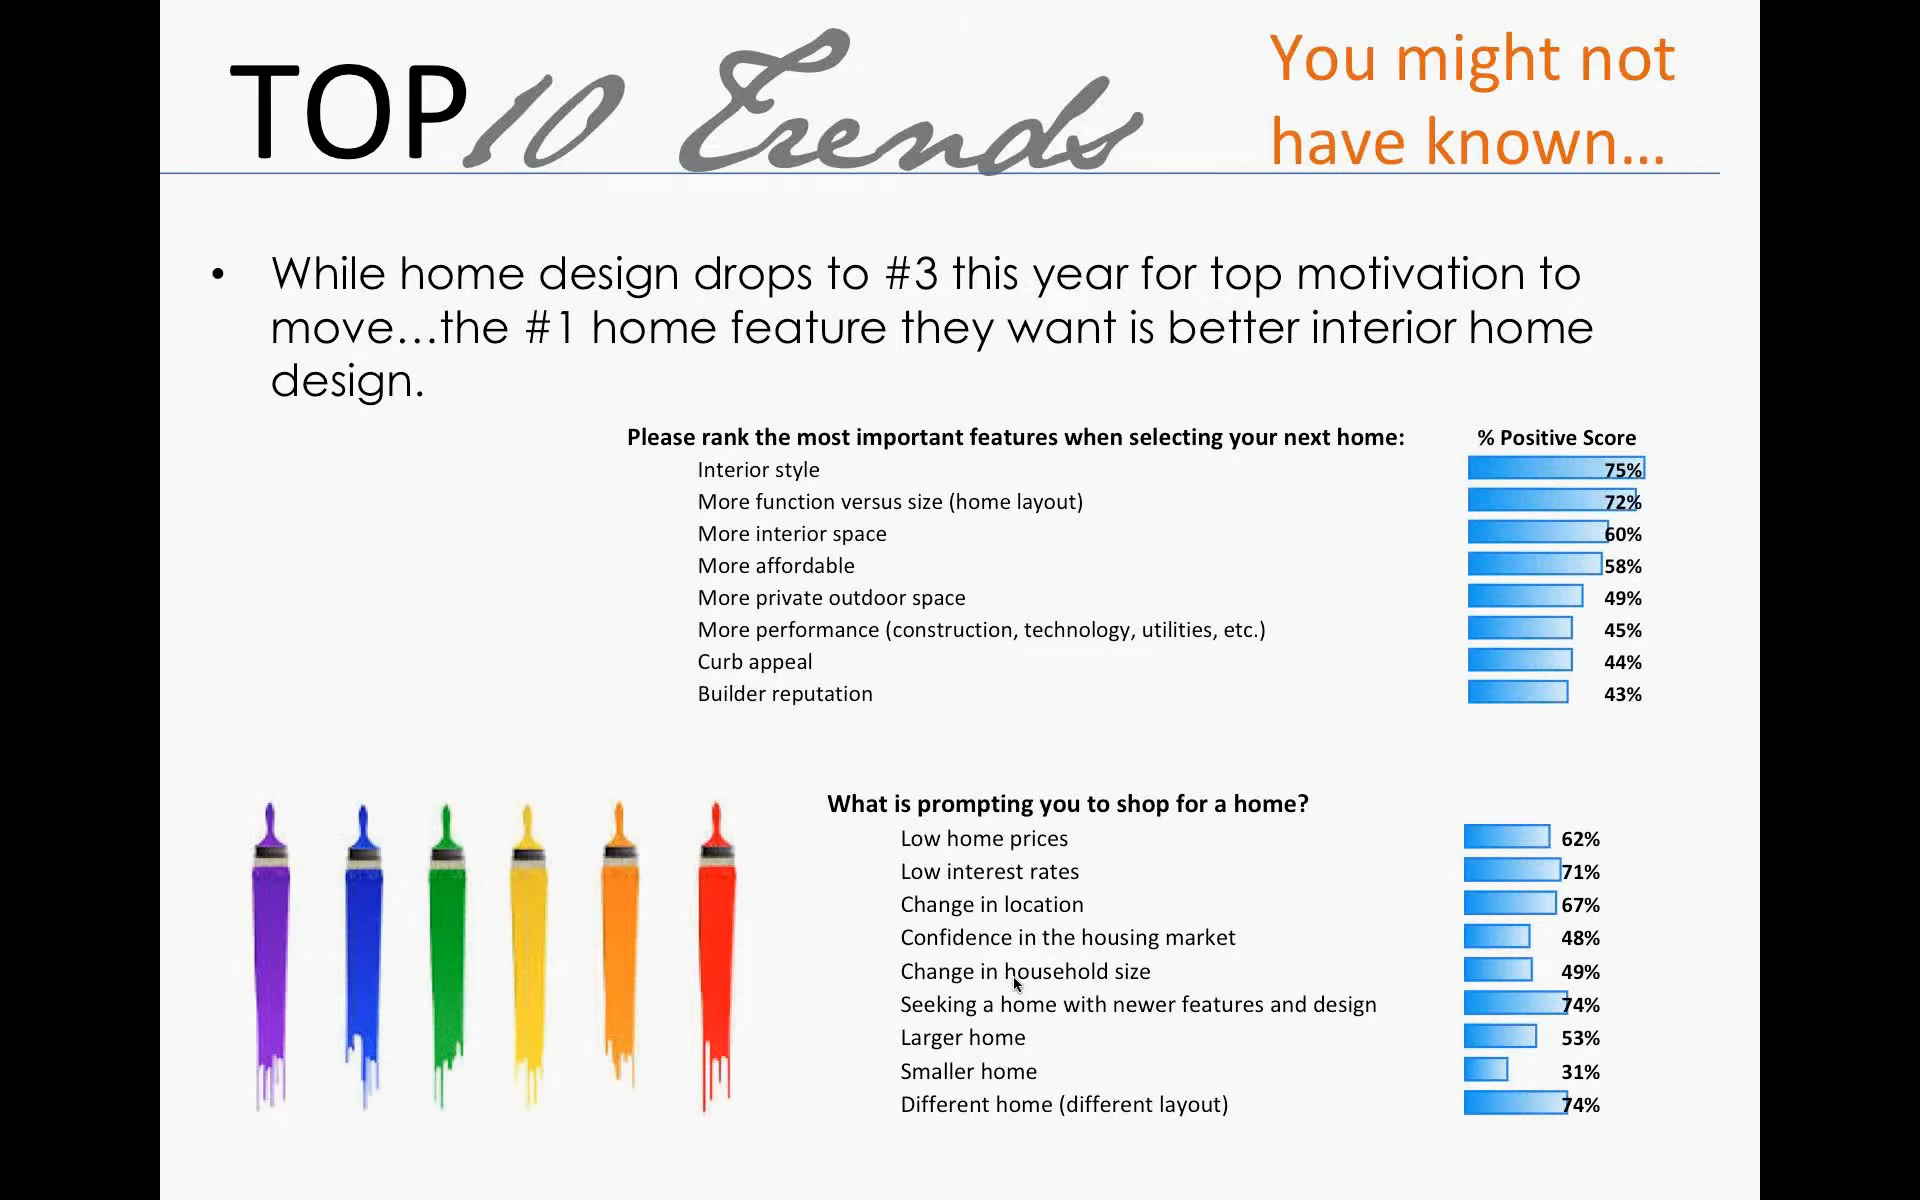 TOP 10 Trends
You might not
have known...
• While home design drops to #3 this year for top motivation to
move...the #1 home feature they want is better interior home
design.
Please rank the most important features when selecting your next home: % Positive Score
Interior style 75%
More function versus size (home layout) 72%
More interior space 60%
More affordable 58%
More private outdoor space 49%
More performance (construction, technology, utilities, etc.) 45%
Curb appeal 44%
Builder reputation 43%
What is prompting you to shop for a home?
Low home prices 62%
Low interest rates 71%
Change in location 67%
Confidence in the housing market 48%
Change in household size 49%
Seeking a home with newer features and design 74%
Larger home 53%
Smaller home 31%
Different home (different layout) 74%